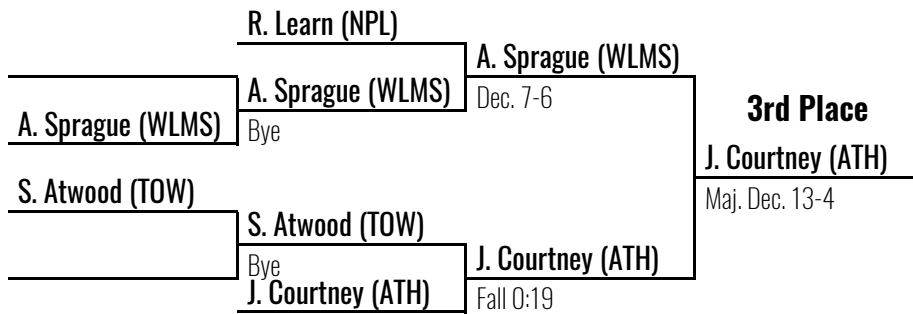 R. Learn (NPL)
A. Sprague (WLMS)
A. Sprague (WLMS)
Dec. 7-6
3rd Place
A. Sprague (WLMS)
Bye
J. Courtney (ATH)
Maj. Dec. 13-4
S. Atwood (TOW)
S. Atwood (TOW)
Bye
J. Courtney (ATH)
J. Courtney (ATH)
Fall 0:19